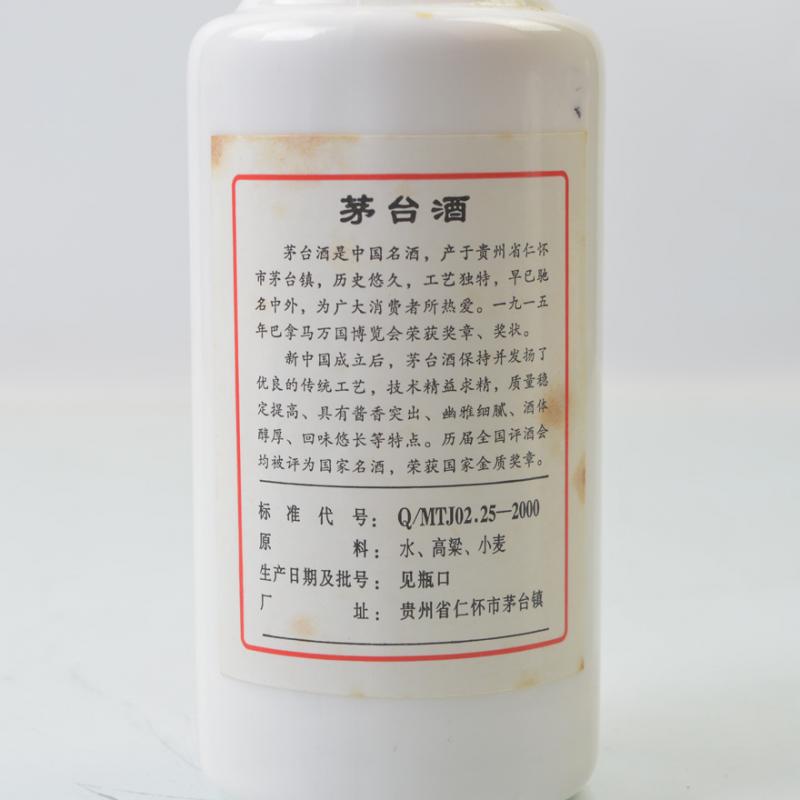 茅台酒
茅台酒是中国名酒，产于贵州省仁怀
市茅台镇，历史悠久，工艺独特，早已驰
名中外，为广大消费者所热爱。一九一五
年巴拿马万国博览会荣获奖章、奖状。
新中国成立后，茅台酒保持并发扬了
优良的传统工艺，技术精益求精，质量稳
定提高、具有酱香突出、幽雅细腻、酒体
醇厚、回味悠长等特点。历届全国评酒会
均被评为国家名酒，荣获国家金质奖章。
标准代号：Q/MTJ02.25—2000
原料：水、高粱、小麦
生产日期及批号：见瓶口
厂址：贵州省仁怀市茅台镇